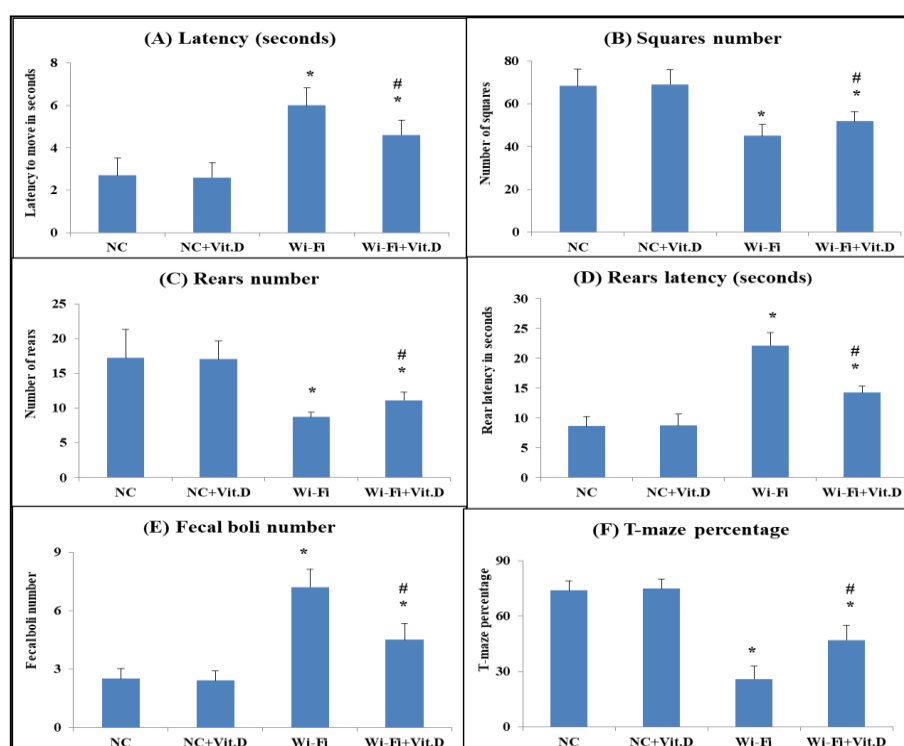 (A) Latency (seconds)
Latency to move in seconds
8
6
4
2
0
*
#
*
NC NC+Vit.D Wi-Fi Wi-Fi+Vit.D
(B) Squares number
Number of squares
80
60
40
20
0
*
#
*
NC NC+Vit.D Wi-Fi Wi-Fi+Vit.D
(C) Rears number
Number of rears
25
20
15
10
5
0
*
#
*
NC NC+Vit.D Wi-Fi Wi-Fi+Vit.D
(D) Rears latency (seconds)
Rear latency in seconds
30
25
20
15
10
5
0
*
#
*
NC NC+Vit.D Wi-Fi Wi-Fi+Vit.D
(E) Fecal boli number
Fecal boli number
9
6
3
0
*
#
*
NC NC+Vit.D Wi-Fi Wi-Fi+Vit.D
(F) T-maze percentage
T-maze percentage
90
60
30
0
*
#
*
NC NC+Vit.D Wi-Fi Wi-Fi+Vit.D